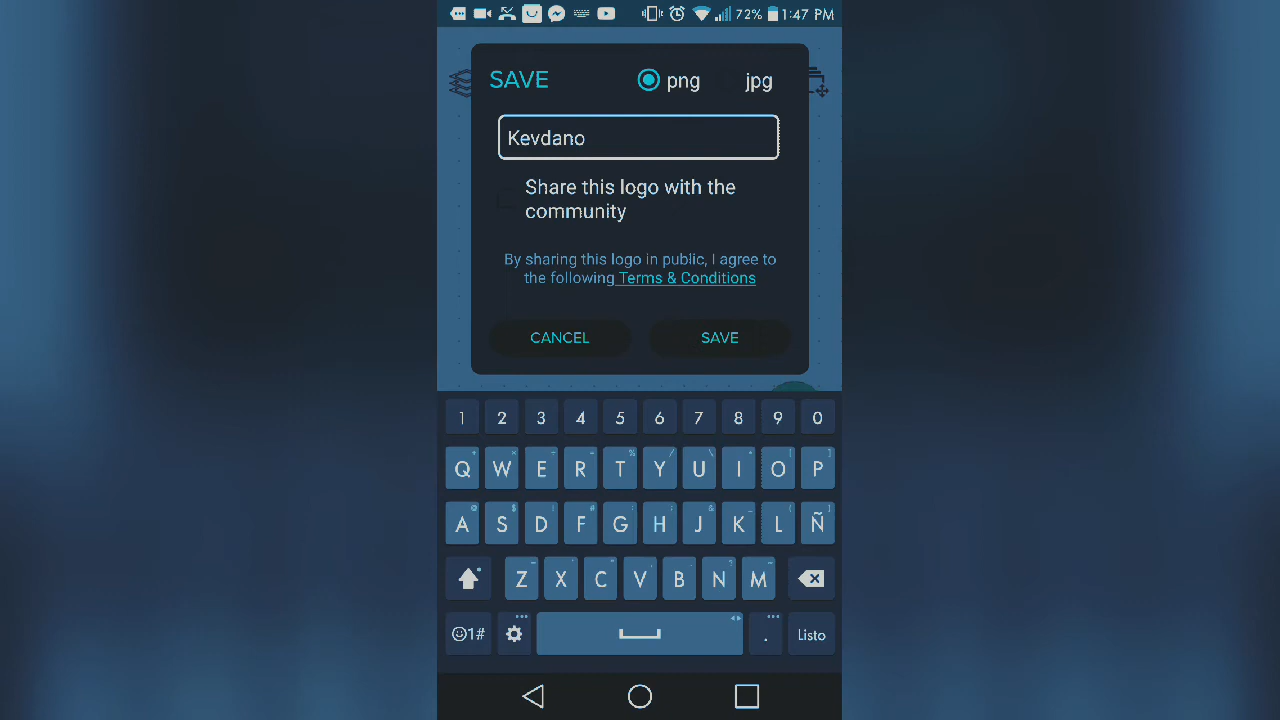 72% 1:47 PM
SAVE png jpg
Kevdano
Share this logo with the
community
By sharing this logo in public, I agree to
the following Terms & Conditions
CANCEL SAVE
1 2 3 4 5 6 7 8 9 0
Q W E R T Y U I O P
A S D F G H J K L Ñ
Z X C V B N M
1# . Listo